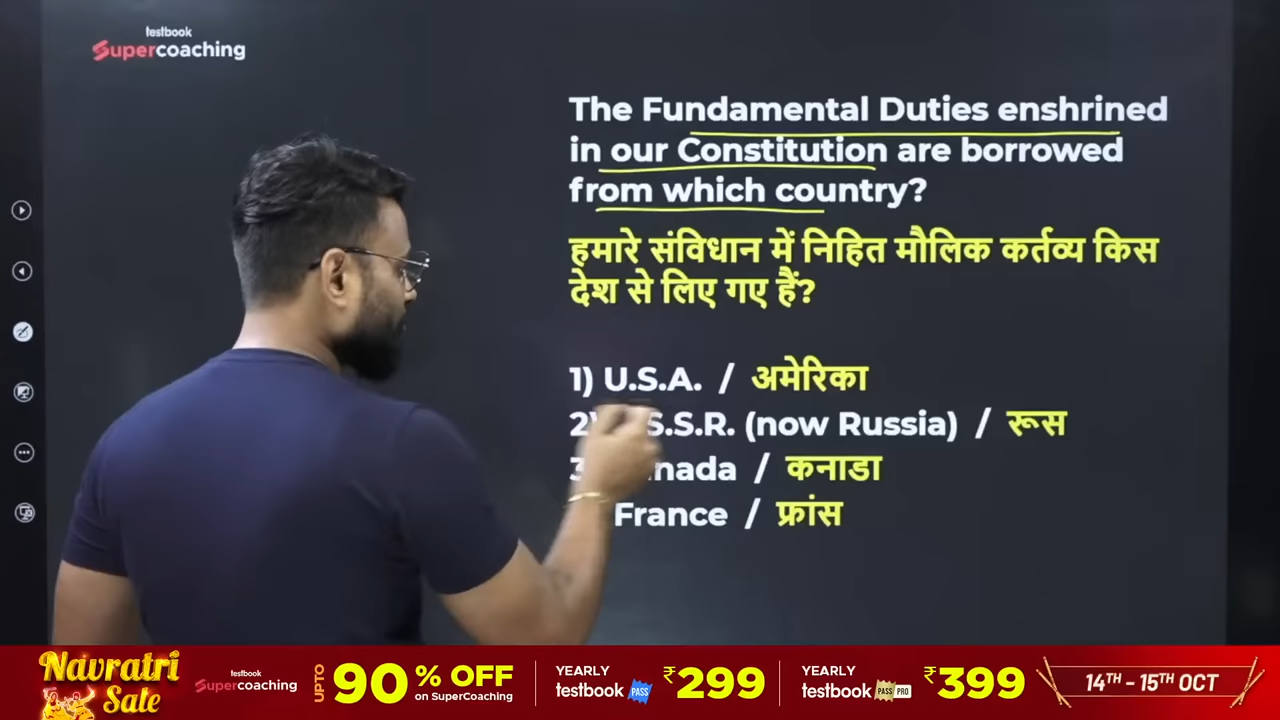 testbook
Supercoaching
The Fundamental Duties enshrined
in our Constitution are borrowed
from which country?
हमारे संविधान में निहित मौलिक कर्तव्य किस
देश से लिए गए हैं?
1) U.S.A. / अमेरिका
2) .S.R. (now Russia) / रूस
3 nada / कनाडा
France / फ्रांस
Navratri
Sale
testbook
Supercoaching
UPTO 90% OFF
on SuperCoaching
YEARLY
testbook PASS
₹299
YEARLY
testbook PASS PRO
₹399
14TH - 15TH OCT